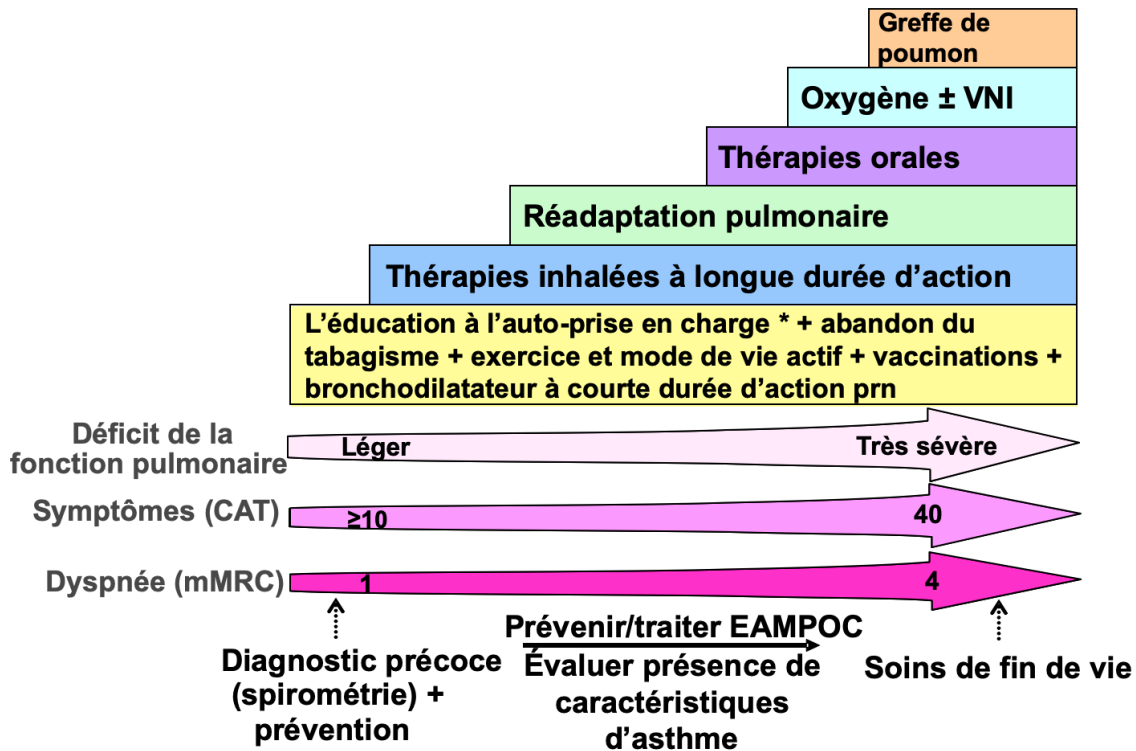 Greffe de
poumon
Oxygène ± VNI
Thérapies orales
Réadaptation pulmonaire
Thérapies inhalées à longue durée d’action
L’éducation à l’auto-prise en charge * + abandon du
tabagisme + exercice et mode de vie actif + vaccinations +
bronchodilatateur à courte durée d’action prn
Déficit de la
fonction pulmonaire
Léger
Très sévère
Symptômes (CAT)
≥10
40
Dyspnée (mMRC)
1
4
Diagnostic précoce
(spirométrie) +
prévention
Prévenir/traiter EAMPOC
Évaluer présence de
caractéristiques
d’asthme
Soins de fin de vie